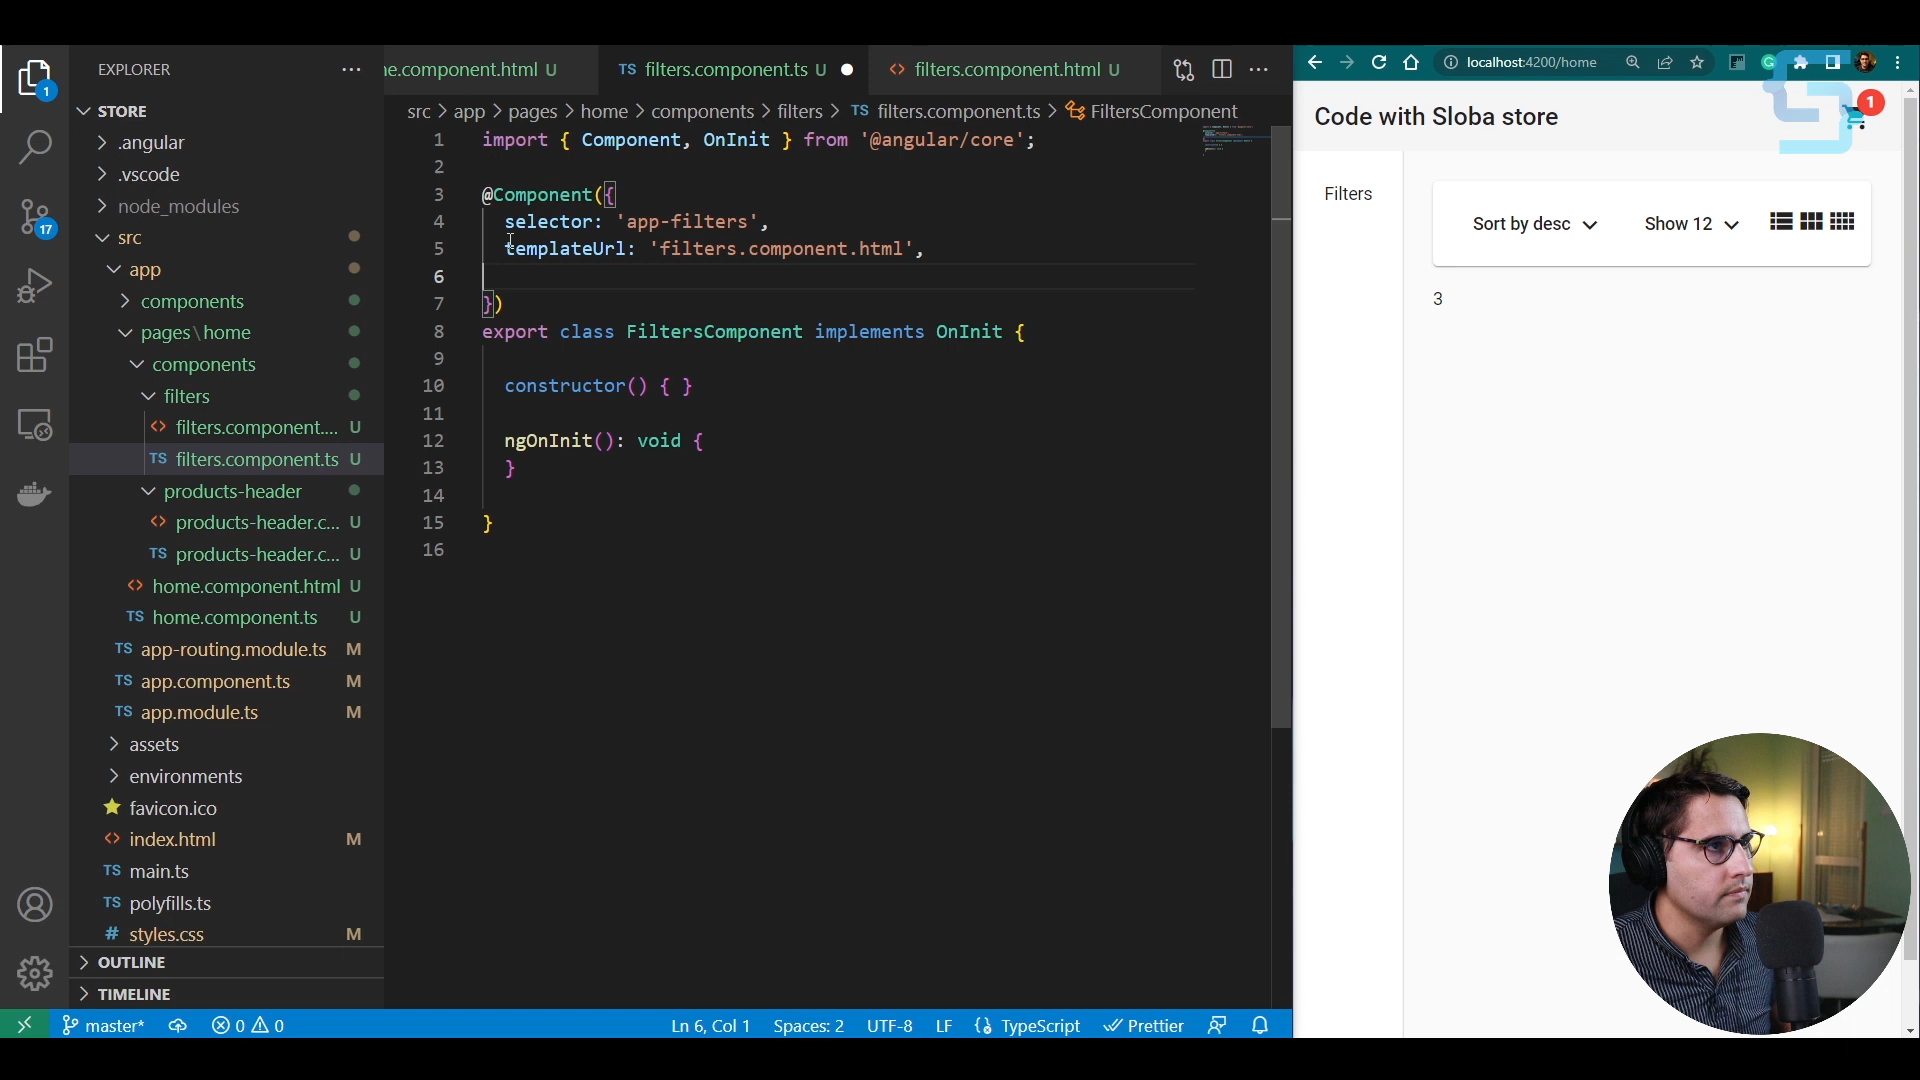 EXPLORER
STORE
.angular
.vscode
node_modules
src
app
components
pages\home
components
filters
filters.component.... U
TS filters.component.ts U
products-header
products-header.c... U
TS products-header.c... U
home.component.html U
TS home.component.ts U
TS app-routing.module.ts M
TS app.component.ts M
TS app.module.ts M
assets
environments
favicon.ico
index.html M
TS main.ts
TS polyfills.ts
# styles.css M
OUTLINE
TIMELINE
1
17
ne.component.html U
TS filters.component.ts U
filters.component.html U
src > app > pages > home > components > filters > TS filters.component.ts > FiltersComponent
1 import { Component, OnInit } from '@angular/core';
2
3 @Component({
4 selector: 'app-filters',
5 templateUrl: 'filters.component.html',
6
7 })
8 export class FiltersComponent implements OnInit {
9
10 constructor() { }
11
12 ngOnInit(): void {
13 }
14
15 }
16
master* 0 0 Ln 6, Col 1 Spaces: 2 UTF-8 LF TypeScript Prettier
localhost:4200/home
Code with Sloba store
1
Filters
Sort by desc
Show 12
3